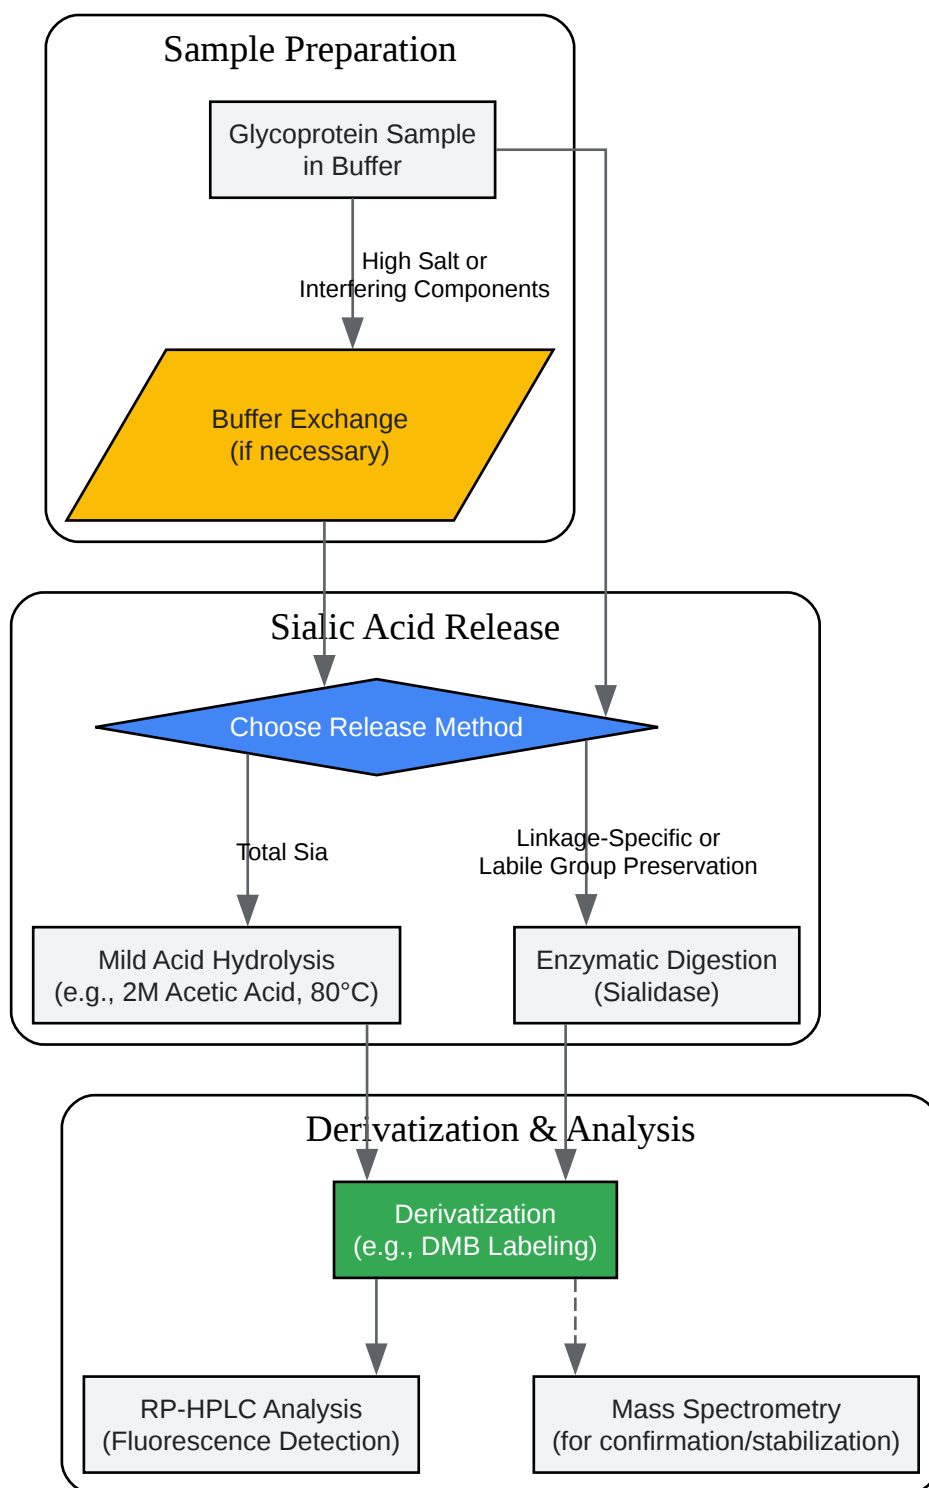 Sample Preparation
Glycoprotein Sample
in Buffer
High Salt or
Interfering Components
Buffer Exchange
(if necessary)
Sialic Acid Release
Choose Release Method
Total Sia
Linkage-Specific or
Labile Group Preservation
Mild Acid Hydrolysis
(e.g., 2M Acetic Acid, 80°C)
Enzymatic Digestion
(Sialidase)
Derivatization & Analysis
Derivatization
(e.g., DMB Labeling)
RP-HPLC Analysis
(Fluorescence Detection)
Mass Spectrometry
(for confirmation/stabilization)